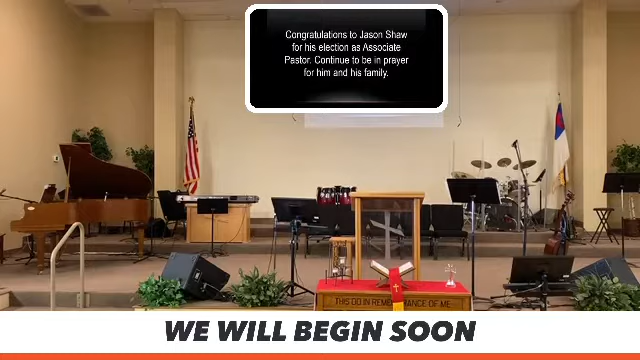 Congratulations to Jason Shaw
for his election as Associate
Pastor. Continue to be in prayer
for him and his family.
THIS DO IN REMEMBRANCE OF ME
WE WILL BEGIN SOON